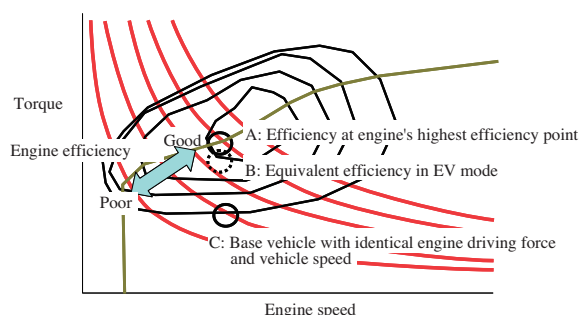 Torque
Good
A: Efficiency at engine's highest efficiency point
Engine efficiency
B: Equivalent efficiency in EV mode
Poor
C: Base vehicle with identical engine driving force
and vehicle speed
Engine speed